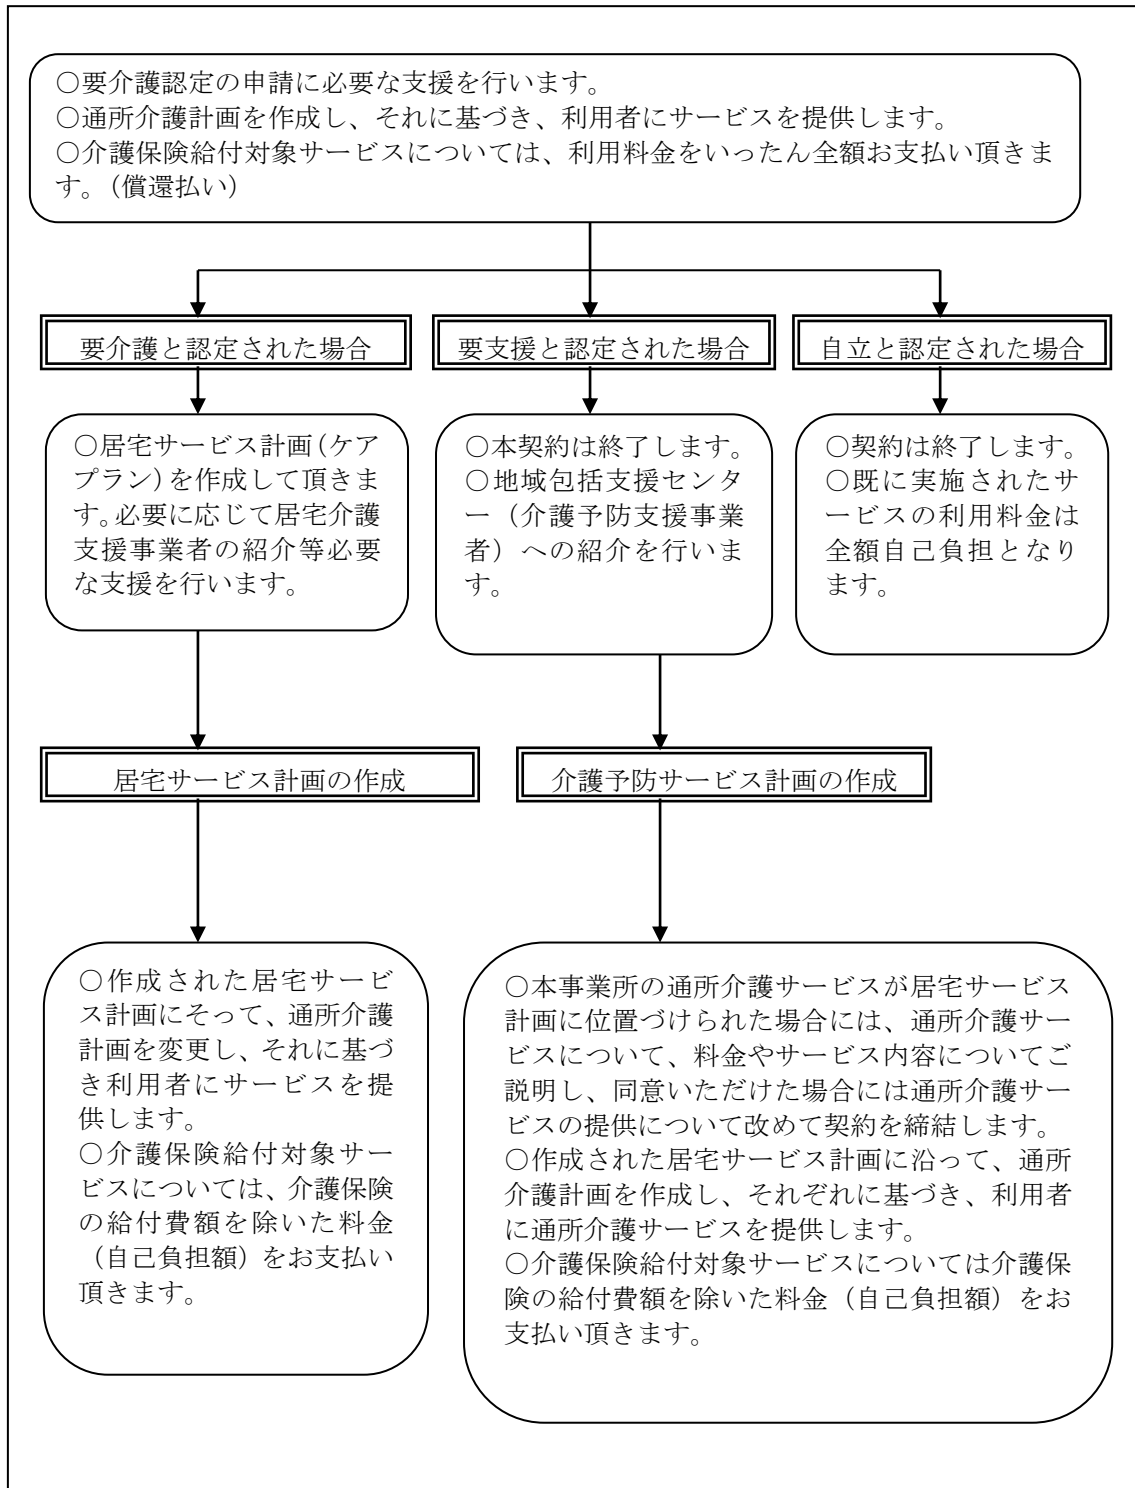 ○要介護認定の申請に必要な支援を行います。
○通所介護計画を作成し、それに基づき、利用者にサービスを提供します。
○介護保険給付対象サービスについては、利用料金をいったん全額お支払い頂きま
す。（償還払い）
要介護と認定された場合
要支援と認定された場合
自立と認定された場合
○居宅サービス計画（ケア
プラン）を作成して頂きま
す。必要に応じて居宅介護
支援事業者の紹介等必要
な支援を行います。
○本契約は終了します。
○地域包括支援センタ
ー（介護予防支援事業
者）への紹介を行いま
す。
○契約は終了します。
○既に実施されたサ
ービスの利用料金は
全額自己負担となり
ます。
居宅サービス計画の作成
介護予防サービス計画の作成
○作成された居宅サービ
ス計画にそって、通所介護
計画を変更し、それに基づ
き利用者にサービスを提
供します。
○介護保険給付対象サー
ビスについては、介護保険
の給付費額を除いた料金
（自己負担額）をお支払い
頂きます。
○本事業所の通所介護サービスが居宅サービス
計画に位置づけられた場合には、通所介護サー
ビスについて、料金やサービス内容についてご
説明し、同意いただけた場合には通所介護サー
ビスの提供について改めて契約を締結します。
○作成された居宅サービス計画に沿って、通所
介護計画を作成し、それぞれに基づき、利用者
に通所介護サービスを提供します。
○介護保険給付対象サービスについては介護保
険の給付費額を除いた料金（自己負担額）をお
支払い頂きます。